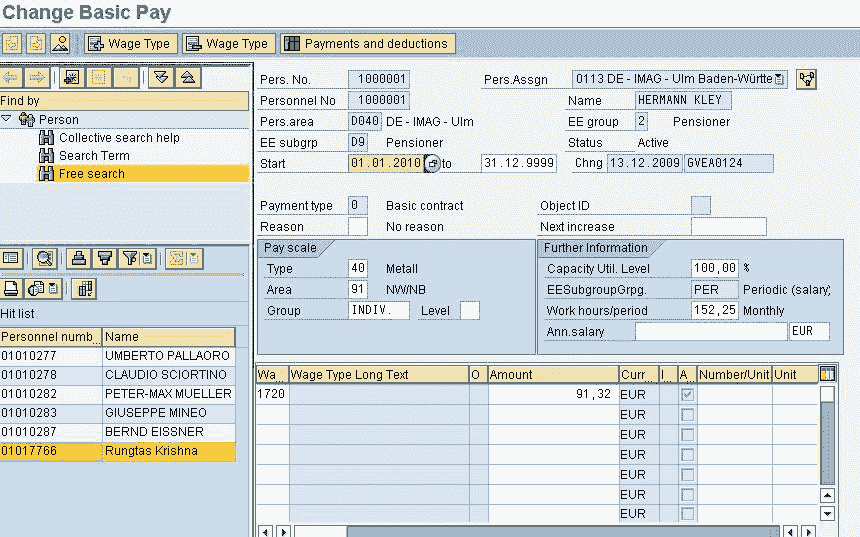 Change Basic Pay
Wage Type Wage Type Payments and deductions
Find by
Person
Collective search help
Search Term
Free search
Hit list
Personnel numb... Name
01010277 UMBERTO PALLAORO
01010278 CLAUDIO SCIORTINO
01010282 PETER-MAX MUELLER
01010283 GIUSEPPE MINEO
01010287 BERND EISSNER
01017766 Rungtas Krishna
Pers. No. 1000001 Pers.Assgn 0113 DE - IMAG - Ulm Baden-Württe
Personnel No 1000001 Name HERMANN KLEY
Pers.area D040 DE - IMAG - Ulm EE group 2 Pensioner
EE subgrp D9 Pensioner Status Active
Start 01.01.2010 to 31.12.9999 Chng 13.12.2009 GVEA0124
Payment type 0 Basic contract Object ID
Reason No reason Next increase
Pay scale
Type 40 Metall
Area 91 NW/NB
Group INDIV. Level
Further Information
Capacity Util. Level 100,00 %
EESubgroupGrpg. PER Periodic (salary)
Work hours/period 152,25 Monthly
Ann.salary EUR
Wa... Wage Type Long Text O Amount Curr... I... A... Number/Unit Unit
1720 91,32 EUR
EUR
EUR
EUR
EUR
EUR
EUR